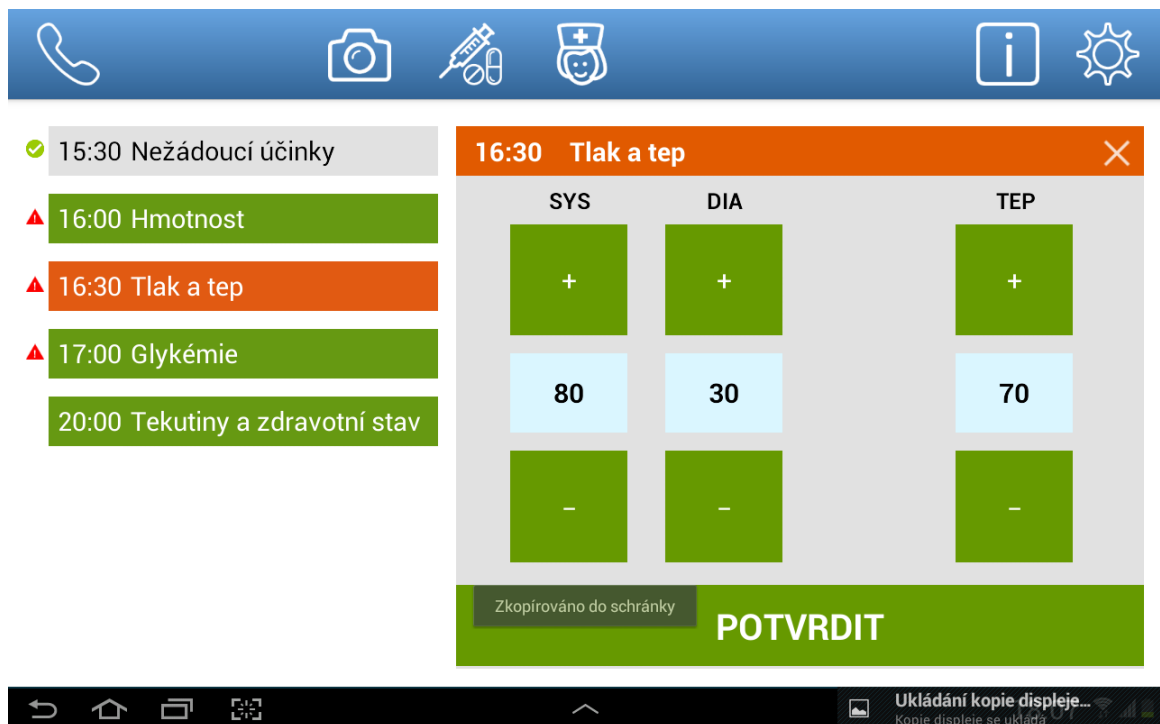 15:30 Nežádoucí účinky
16:00 Hmotnost
16:30 Tlak a tep
17:00 Glykémie
20:00 Tekutiny a zdravotní stav
16:30 Tlak a tep
SYS DIA TEP
+ + +
80 30 70
– – –
Zkopírováno do schránky
POTVRDIT
Ukládání kopie displeje...
Kopie displeje se ukládá